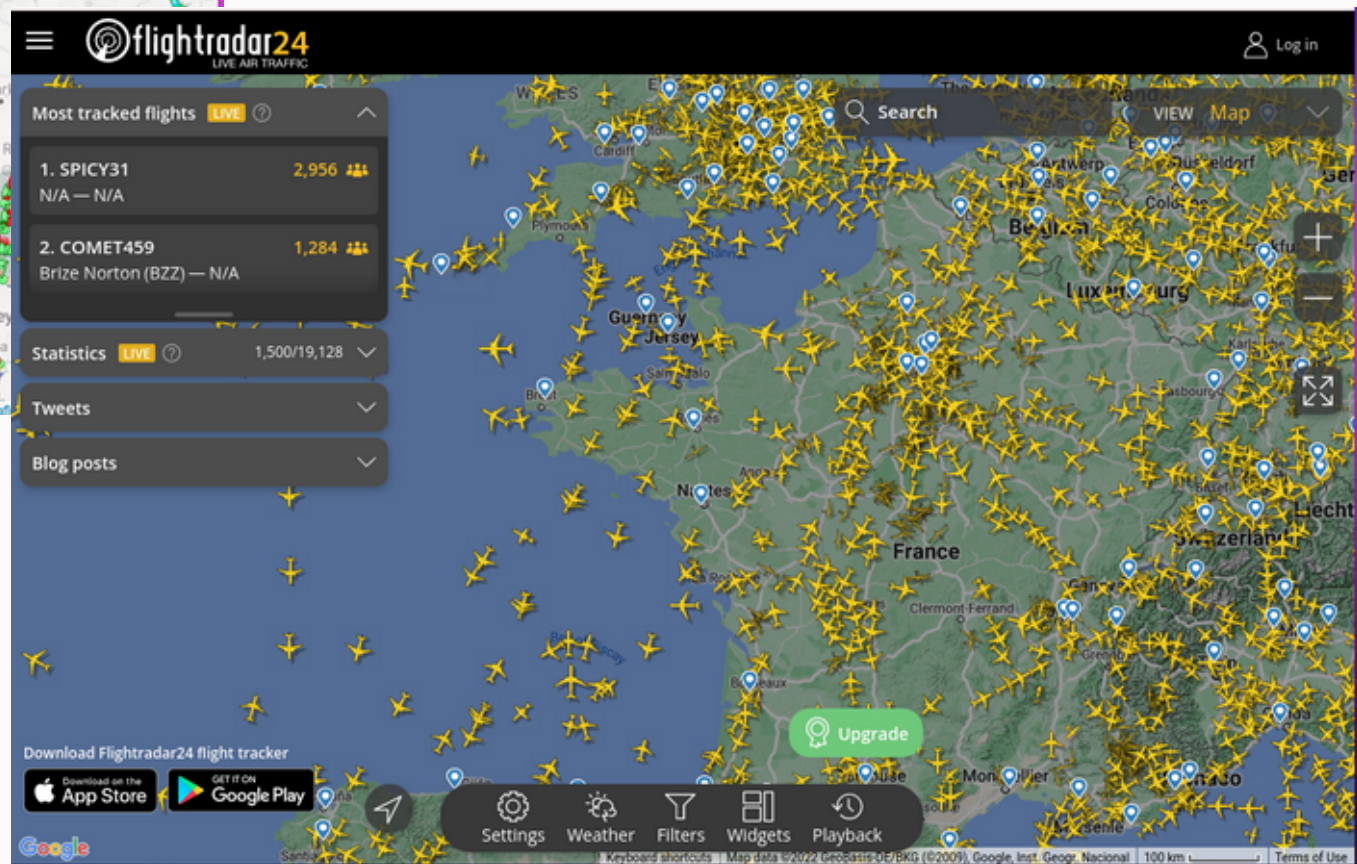 flightradar24
LIVE AIR TRAFFIC
Log in
Most tracked flights LIVE ?
1. SPICY31 2,956
N/A — N/A
2. COMET459 1,284
Brize Norton (BZZ) — N/A
Statistics LIVE ? 1,500/19,128
Tweets
Blog posts
Search
VIEW Map
Cardiff
Plymouth
Antwerp
Belgium
Luxembourg
Guernsey
Jersey
Brest
Nantes
France
Clermont-Ferrand
Geneva
Switzerland
Liecht
Bordeaux
Upgrade
Download Flightradar24 flight tracker
Download on the
App Store
GET IT ON
Google Play
Settings Weather Filters Widgets Playback
Montpellier
Monaco
Marseille
Google
Keyboard shortcuts Map data ©2022 GeoBasis-DE/BKG (©2009), Google, Inst. Geogr. Nacional 100 km Terms of Use